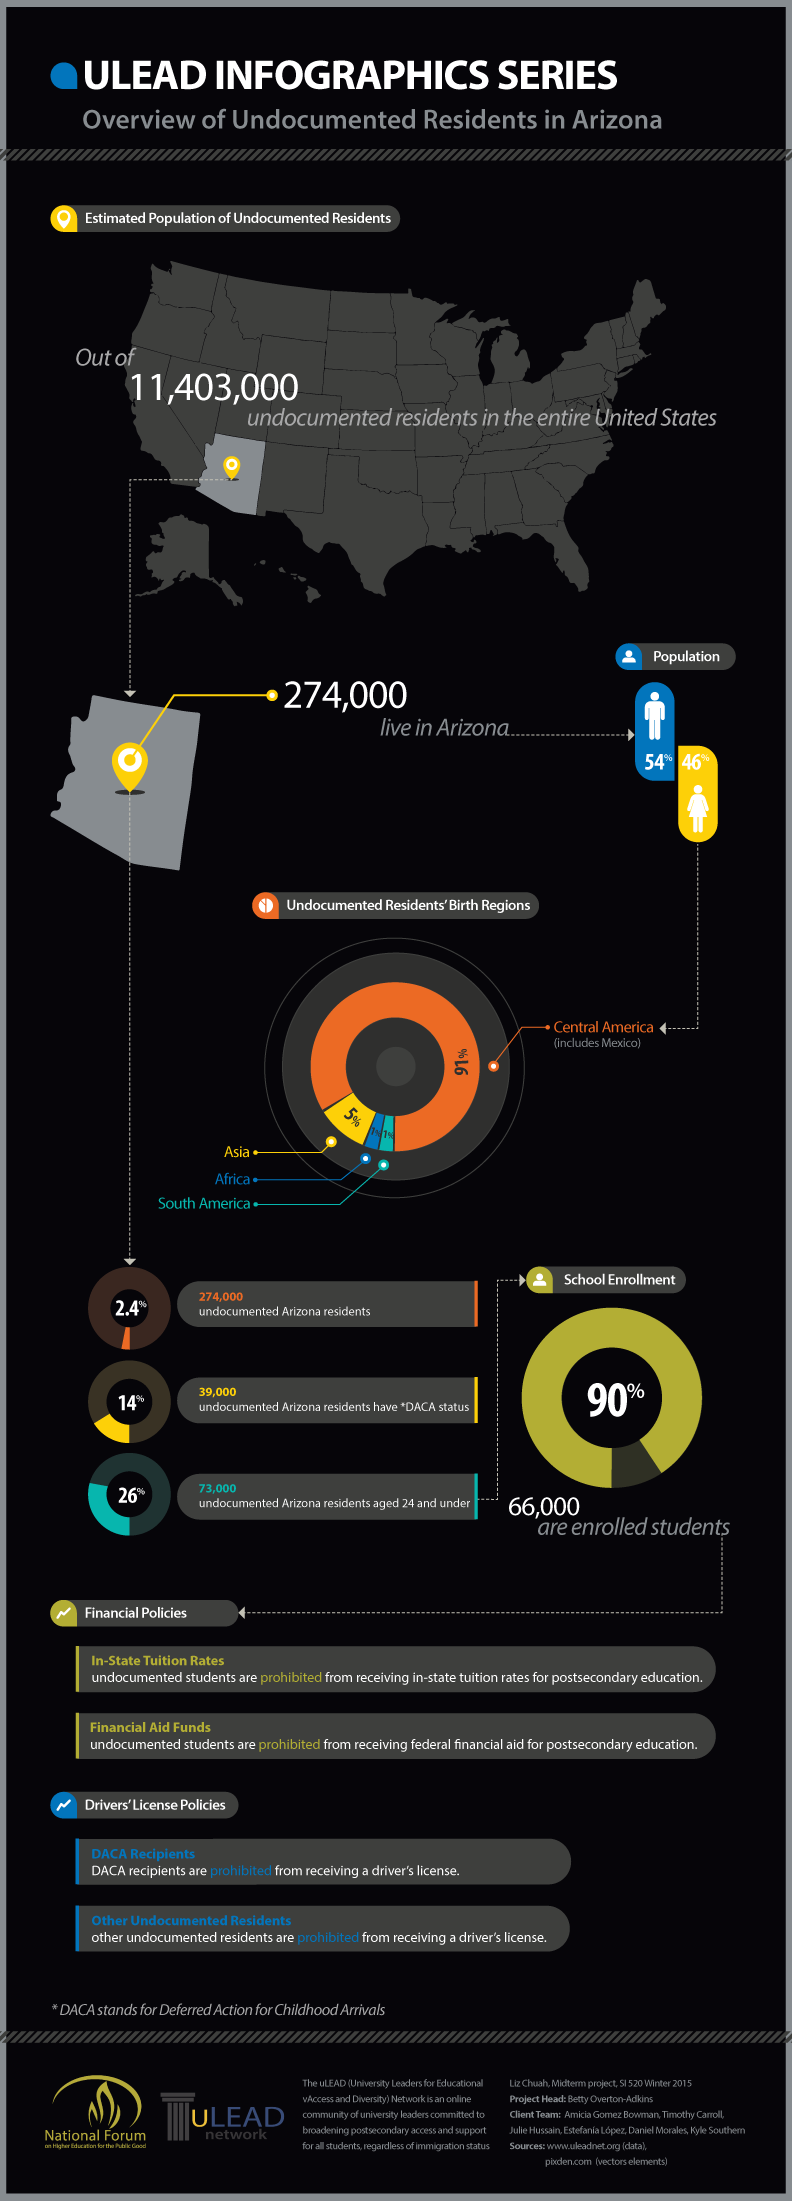 ULEAD INFOGRAPHICS SERIES
Overview of Undocumented Residents in Arizona
Estimated Population of Undocumented Residents
Out of
11,403,000
undocumented residents in the entire United States
274,000
live in Arizona
Population
54%
46%
Undocumented Residents' Birth Regions
Central America
(includes Mexico)
91%
5%
1%
1%
Asia
Africa
South America
2.4%
274,000
undocumented Arizona residents
14%
39,000
undocumented Arizona residents have *DACA status
26%
73,000
undocumented Arizona residents aged 24 and under
School Enrollment
90%
66,000
are enrolled students
Financial Policies
In-State Tuition Rates
undocumented students are prohibited from receiving in-state tuition rates for postsecondary education.
Financial Aid Funds
undocumented students are prohibited from receiving federal financial aid for postsecondary education.
Drivers' License Policies
DACA Recipients
DACA recipients are prohibited from receiving a driver's license.
Other Undocumented Residents
other undocumented residents are prohibited from receiving a driver's license.
* DACA stands for Deferred Action for Childhood Arrivals
National Forum
on Higher Education for the Public Good
ULEAD
network
The uLEAD (University Leaders for Educational
vAccess and Diversity) Network is an online
community of university leaders committed to
broadening postsecondary access and support
for all students, regardless of immigration status
Liz Chuah, Midterm project, SI 520 Winter 2015
Project Head: Betty Overton-Adkins
Client Team: Amicia Gomez Bowman, Timothy Carroll,
Julie Hussain, Estefanía López, Daniel Morales, Kyle Southern
Sources: www.uleadnet.org (data),
pixden.com (vectors elements)